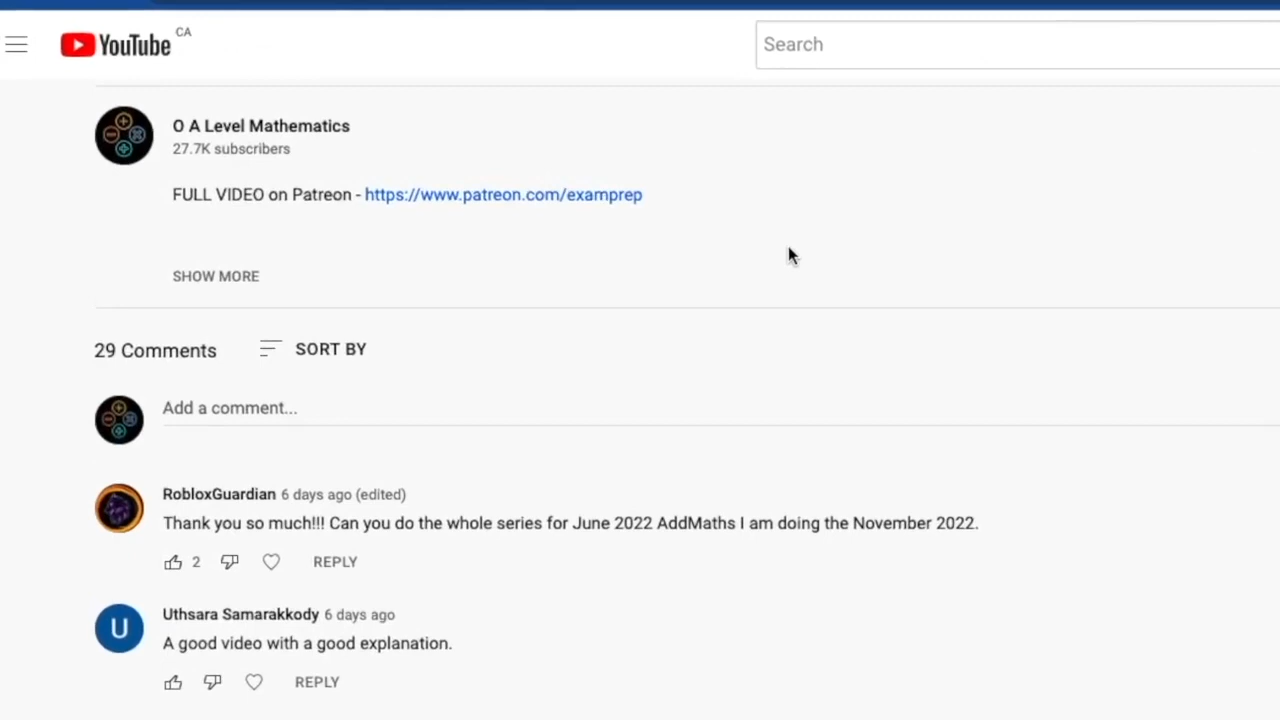 YouTube CA
Search
O A Level Mathematics
27.7K subscribers
FULL VIDEO on Patreon - https://www.patreon.com/examprep
SHOW MORE
29 Comments SORT BY
Add a comment...
RobloxGuardian 6 days ago (edited)
Thank you so much!!! Can you do the whole series for June 2022 AddMaths I am doing the November 2022.
2 REPLY
U
Uthsara Samarakkody 6 days ago
A good video with a good explanation.
REPLY